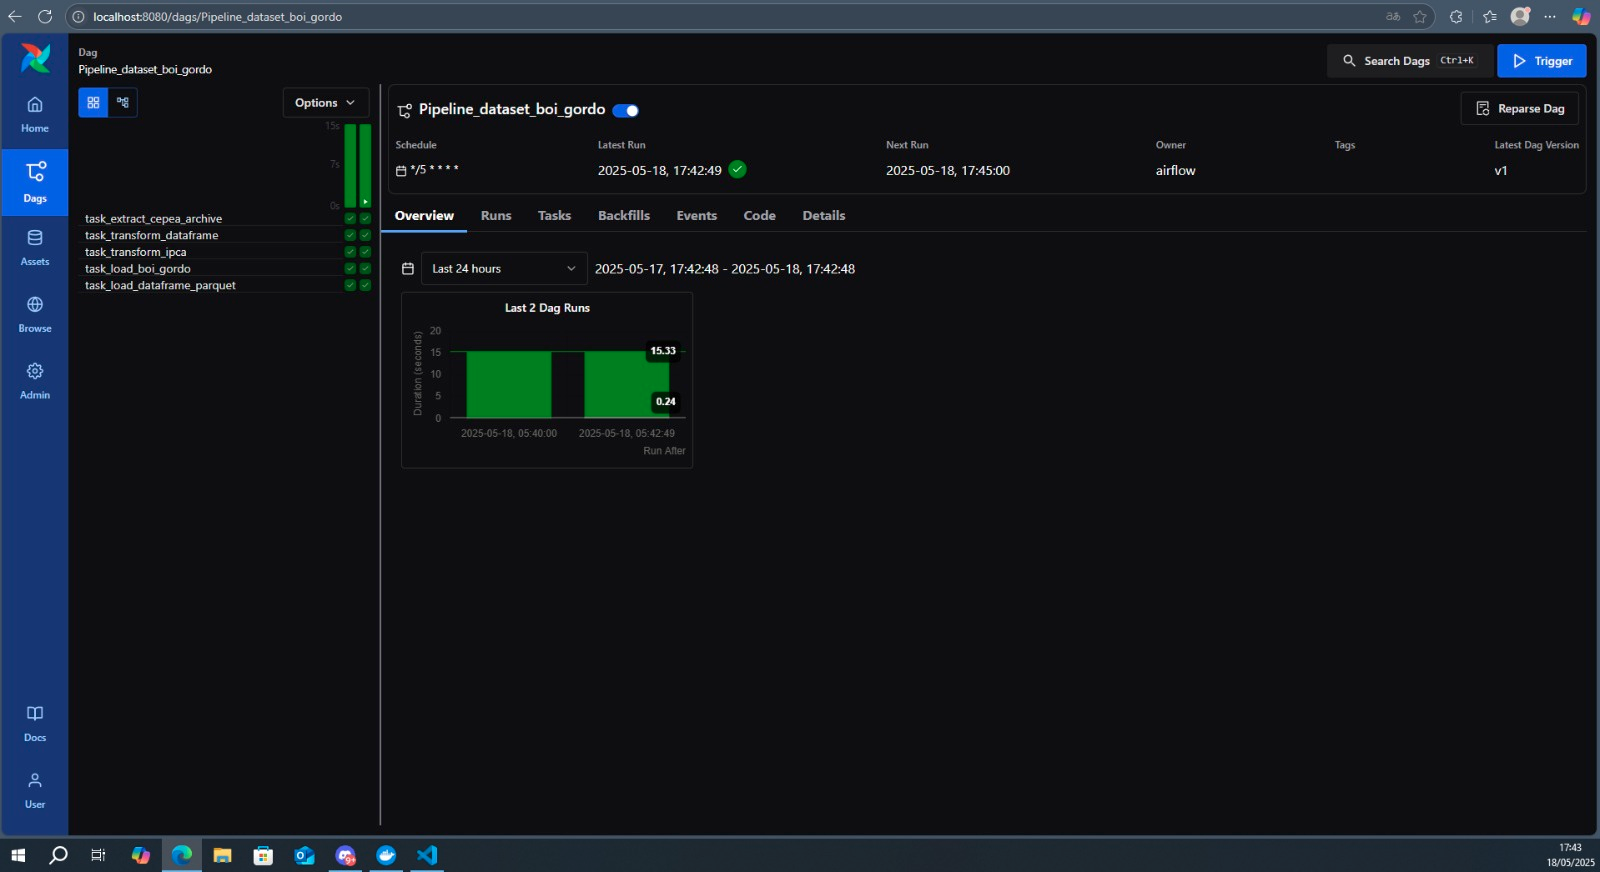 localhost:8080/dags/Pipeline_dataset_boi_gordo
Dag
Pipeline_dataset_boi_gordo
Search Dags Ctrl+K
Trigger
Home
Dags
Assets
Browse
Admin
Docs
User
Options
15s
7s
0s
task_extract_cepea_archive
task_transform_dataframe
task_transform_ipca
task_load_boi_gordo
task_load_dataframe_parquet
Pipeline_dataset_boi_gordo
Reparse Dag
Schedule Latest Run Next Run Owner Tags Latest Dag Version
*/5 * * * * 2025-05-18, 17:42:49 2025-05-18, 17:45:00 airflow v1
Overview Runs Tasks Backfills Events Code Details
Last 24 hours 2025-05-17, 17:42:48 - 2025-05-18, 17:42:48
Last 2 Dag Runs
Duration (seconds)
20
15
10
5
0
15.33
0.24
2025-05-18, 05:40:00 2025-05-18, 05:42:49
Run After
17:43
18/05/2025